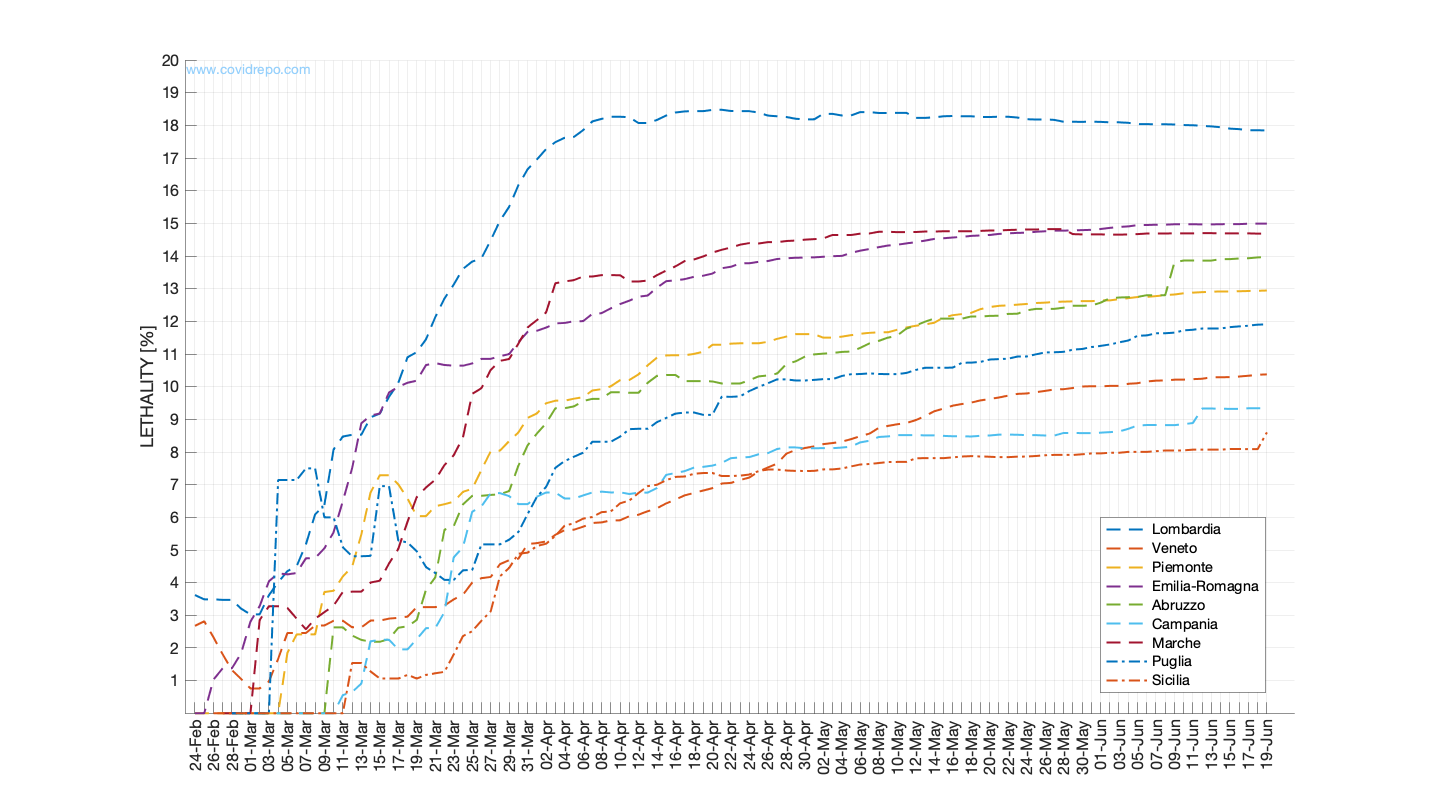 www.covidrepo.com
LETHALITY [%]
20
19
18
17
16
15
14
13
12
11
10
9
8
7
6
5
4
3
2
1
24-Feb
26-Feb
28-Feb
01-Mar
03-Mar
05-Mar
07-Mar
09-Mar
11-Mar
13-Mar
15-Mar
17-Mar
19-Mar
21-Mar
23-Mar
25-Mar
27-Mar
29-Mar
31-Mar
02-Apr
04-Apr
06-Apr
08-Apr
10-Apr
12-Apr
14-Apr
16-Apr
18-Apr
20-Apr
22-Apr
24-Apr
26-Apr
28-Apr
30-Apr
02-May
04-May
06-May
08-May
10-May
12-May
14-May
16-May
18-May
20-May
22-May
24-May
26-May
28-May
30-May
01-Jun
03-Jun
05-Jun
07-Jun
09-Jun
11-Jun
13-Jun
15-Jun
17-Jun
19-Jun
Lombardia
Veneto
Piemonte
Emilia-Romagna
Abruzzo
Campania
Marche
Puglia
Sicilia